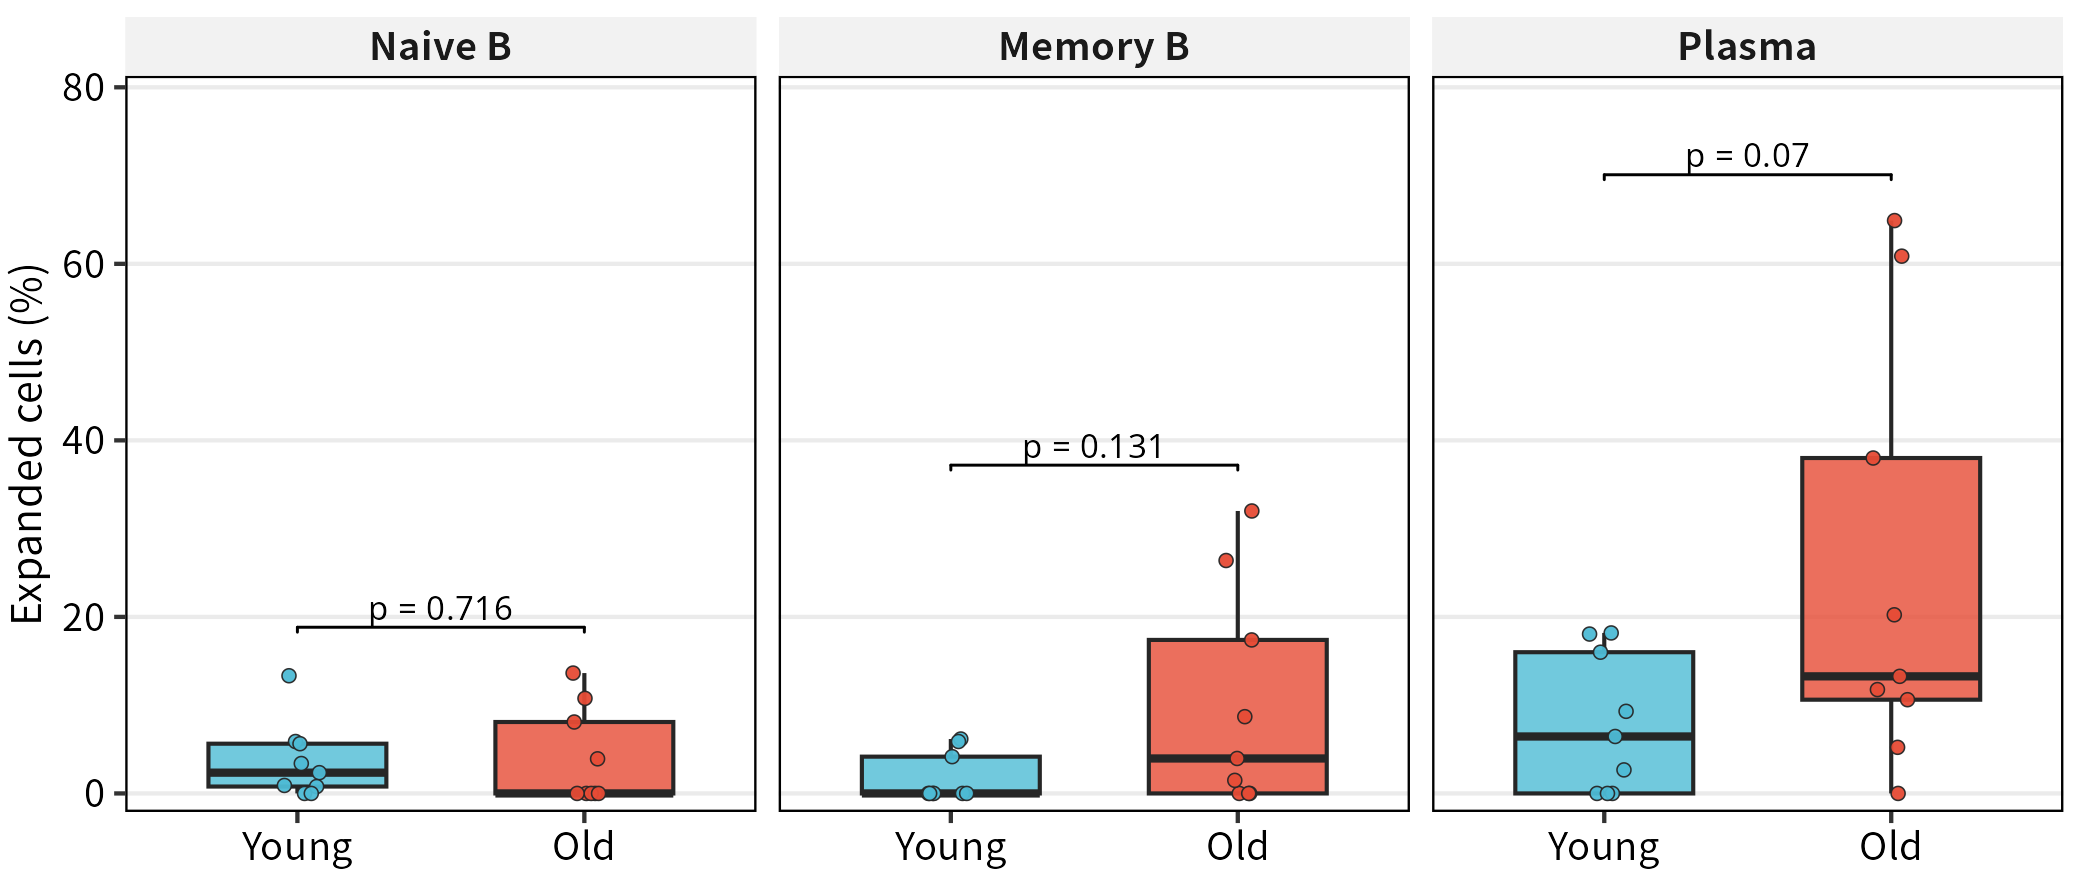 Naive B
Memory B
Plasma
Expanded cells (%)
80
60
40
20
0
p = 0.716
p = 0.131
p = 0.07
Young
Old
Young
Old
Young
Old